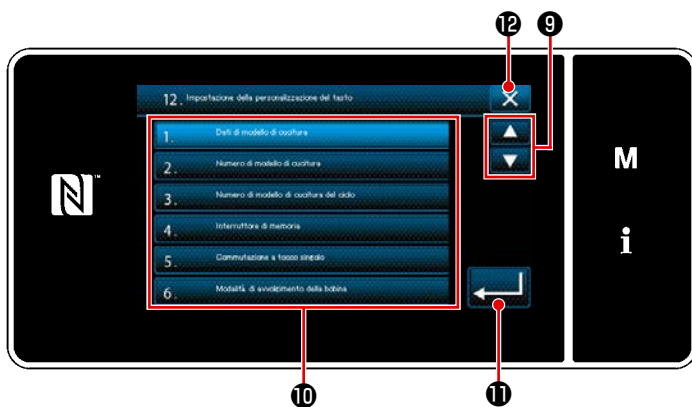 ⓬ ❾
12. Impostazione della personalizzazione del tasto
1. Dati di modello di cucitura
2. Numero di modello di cucitura
3. Numero di modello di cucitura del ciclo
4. Interruttore di memoria
5. Commutazione a tocco singolo
6. Modalità di avvolgimento della bobina
N
M
i
❿ ⓫